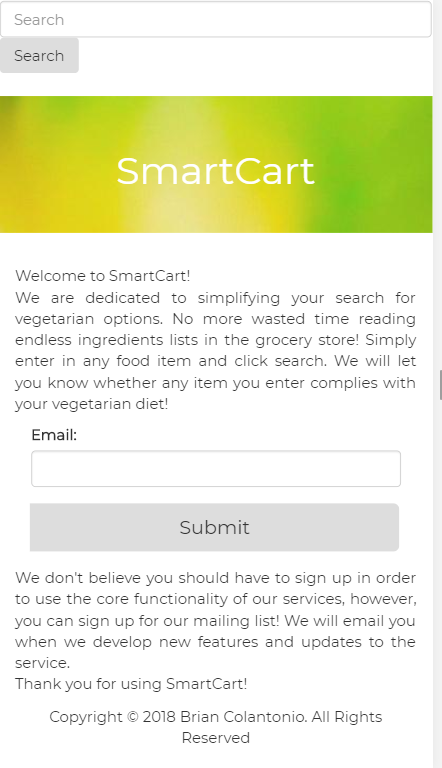 Search
Search
SmartCart
Welcome to SmartCart!
We are dedicated to simplifying your search for
vegetarian options. No more wasted time reading
endless ingredients lists in the grocery store! Simply
enter in any food item and click search. We will let
you know whether any item you enter complies with
your vegetarian diet!
Email:
Submit
We don't believe you should have to sign up in order
to use the core functionality of our services, however,
you can sign up for our mailing list! We will email you
when we develop new features and updates to the
service.
Thank you for using SmartCart!
Copyright © 2018 Brian Colantonio. All Rights
Reserved